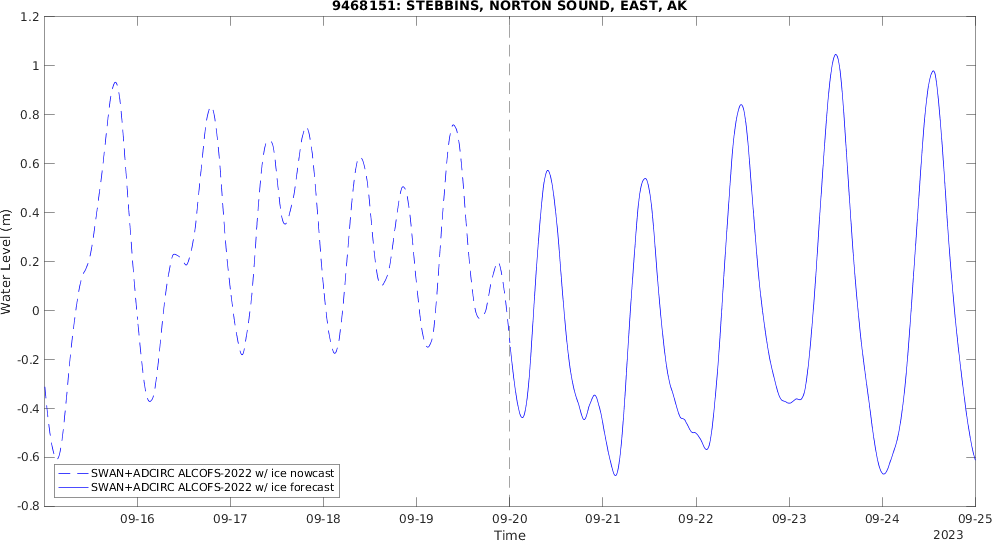 9468151: STEBBINS, NORTON SOUND, EAST, AK
Water Level (m)
1.2
1
0.8
0.6
0.4
0.2
0
-0.2
-0.4
-0.6
-0.8
SWAN+ADCIRC ALCOFS-2022 w/ ice nowcast
SWAN+ADCIRC ALCOFS-2022 w/ ice forecast
09-16 09-17 09-18 09-19 09-20 09-21 09-22 09-23 09-24 09-25
Time
2023